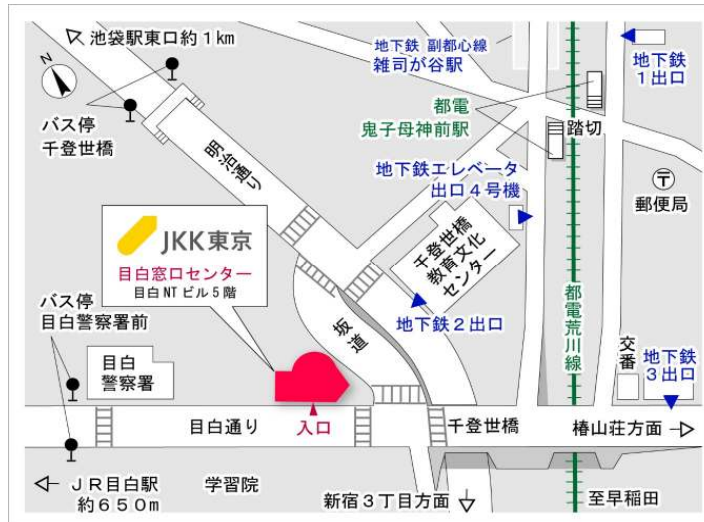 池袋駅東口約1km
N
バス停
千登世橋
明治通り
地下鉄 副都心線
雑司が谷駅
都電
鬼子母神前駅
踏切
地下鉄
1出口
地下鉄エレベータ
出口4号機
〒
郵便局
JKK東京
目白窓口センター
目白NTビル5階
千登世橋
教育文化
センター
地下鉄2出口
都電荒川線
バス停
目白警察署前
目白
警察署
坂道
交番
地下鉄
3出口
目白通り
入口
千登世橋
椿山荘方面
JR目白駅
約650m
学習院
新宿3丁目方面
至早稲田